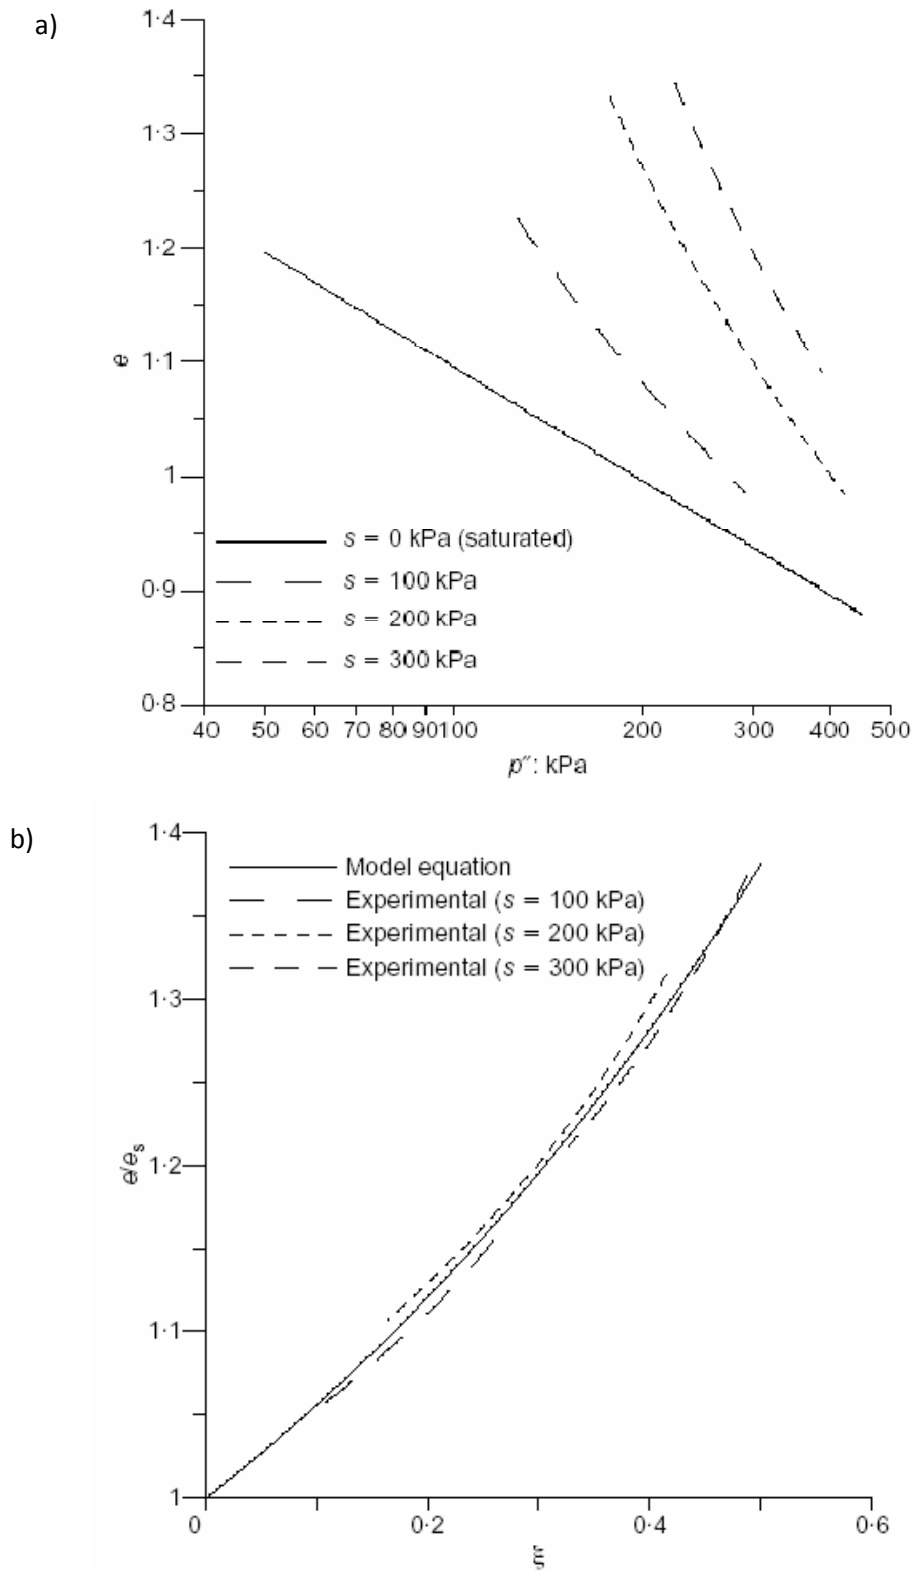 a)
1·4
1·3
1·2
e
1·1
1
s = 0 kPa (saturated)
s = 100 kPa
0·9
s = 200 kPa
s = 300 kPa
0·8
40 50 60 70 80 90 100 200 300 400 500
p″: kPa
b)
1·4
Model equation
Experimental (s = 100 kPa)
Experimental (s = 200 kPa)
Experimental (s = 300 kPa)
1·3
e/es
1·2
1·1
1
0 0·2 0·4 0·6
ξ